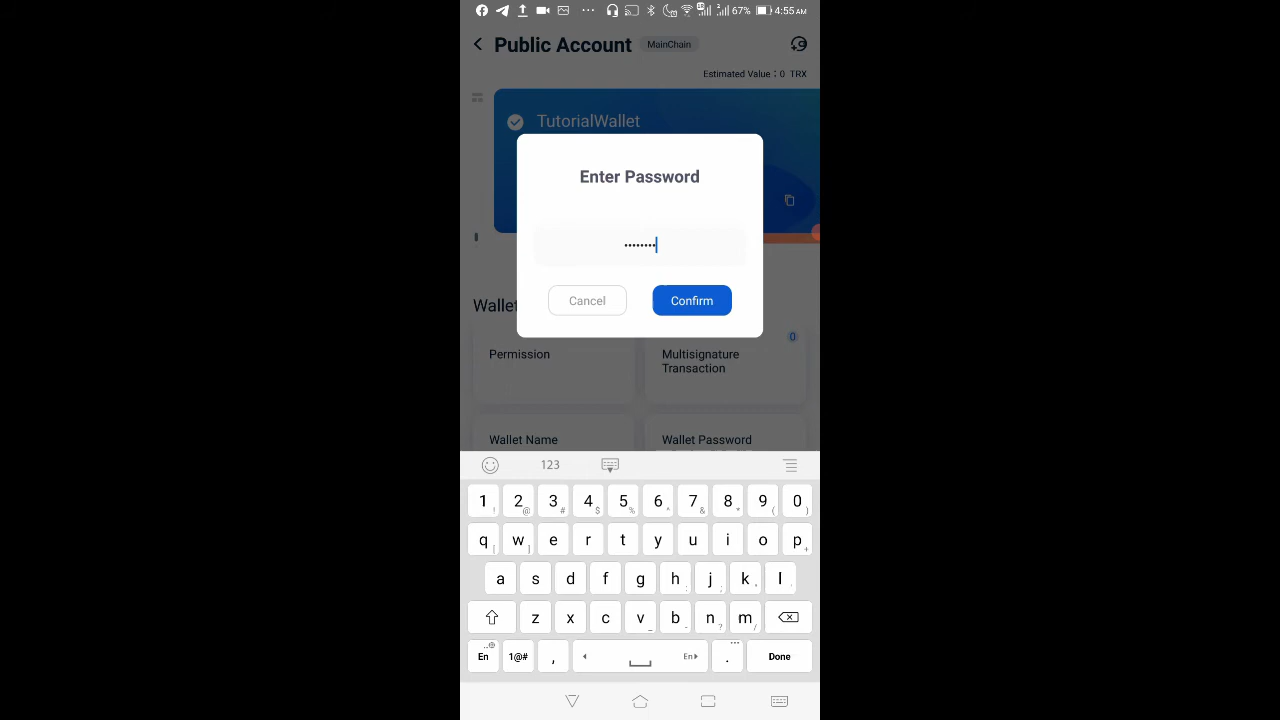 67% 4:55 AM
Public Account MainChain
Estimated Value : 0 TRX
TutorialWallet
Enter Password
••••••••
Cancel Confirm
Wallet
0
Permission
Multisignature
Transaction
Wallet Name
Wallet Password
123
1 2 3 4 5 6 7 8 9 0
! @ # $ % ^ & * ( )
q w e r t y u i o p
[ ] +
a s d f g h j k l
z x c v b n m
En 1@# , En . Done